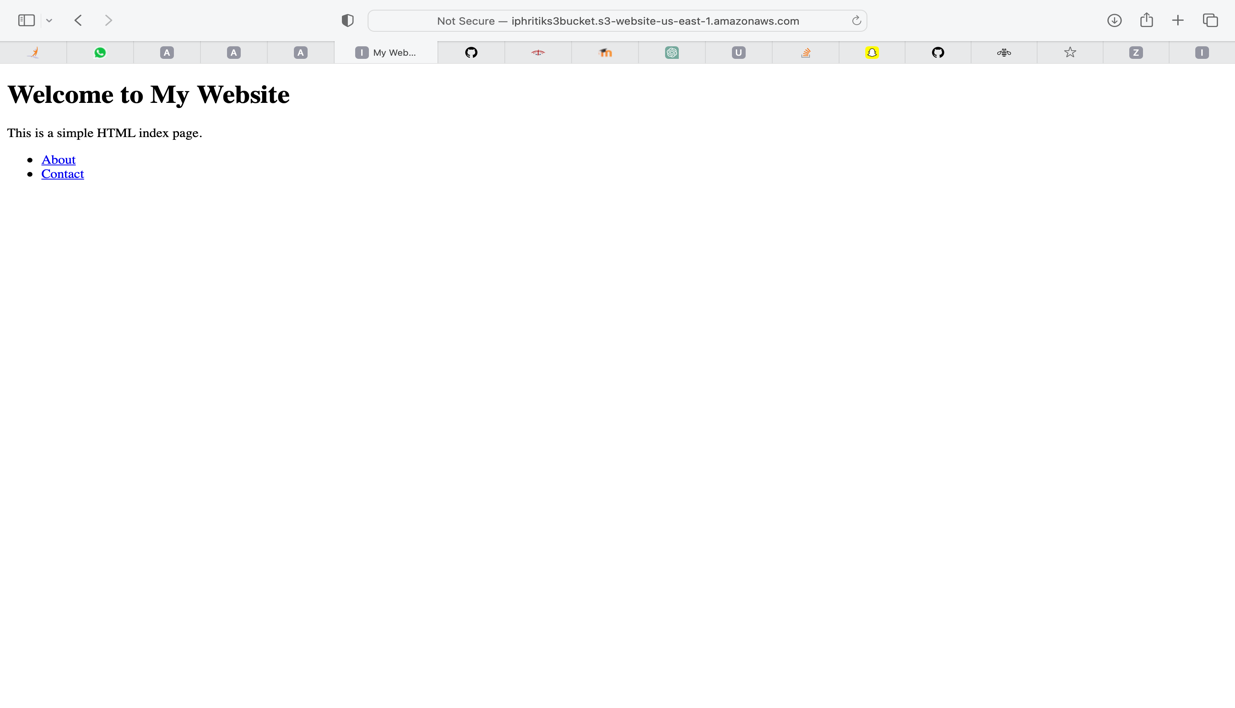 Not Secure — iphritiks3bucket.s3-website-us-east-1.amazonaws.com
A
A
A
I My Web...
U
Z
I
Welcome to My Website
This is a simple HTML index page.
About
Contact